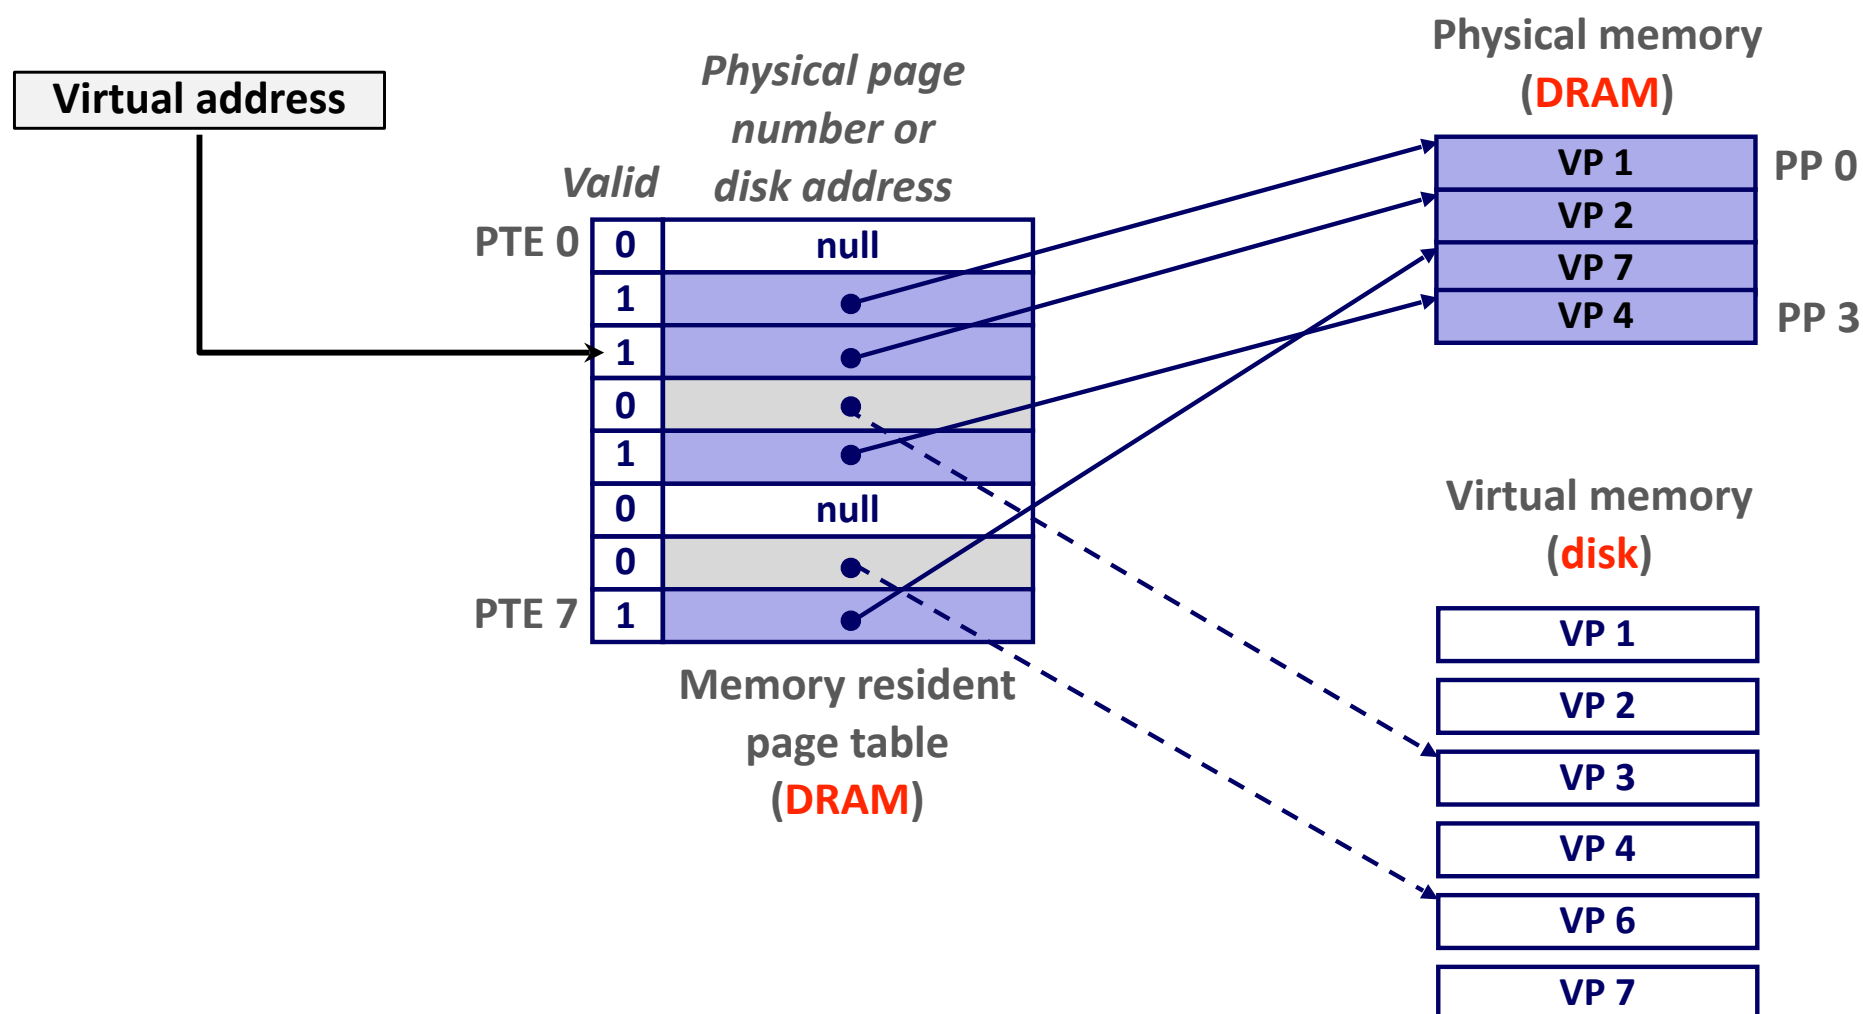 Virtual address
Physical page
number or
disk address
Valid
PTE 0
0
null
1
1
0
1
0
null
0
PTE 7
1
Memory resident
page table
(DRAM)
Physical memory
(DRAM)
VP 1
PP 0
VP 2
VP 7
VP 4
PP 3
Virtual memory
(disk)
VP 1
VP 2
VP 3
VP 4
VP 6
VP 7